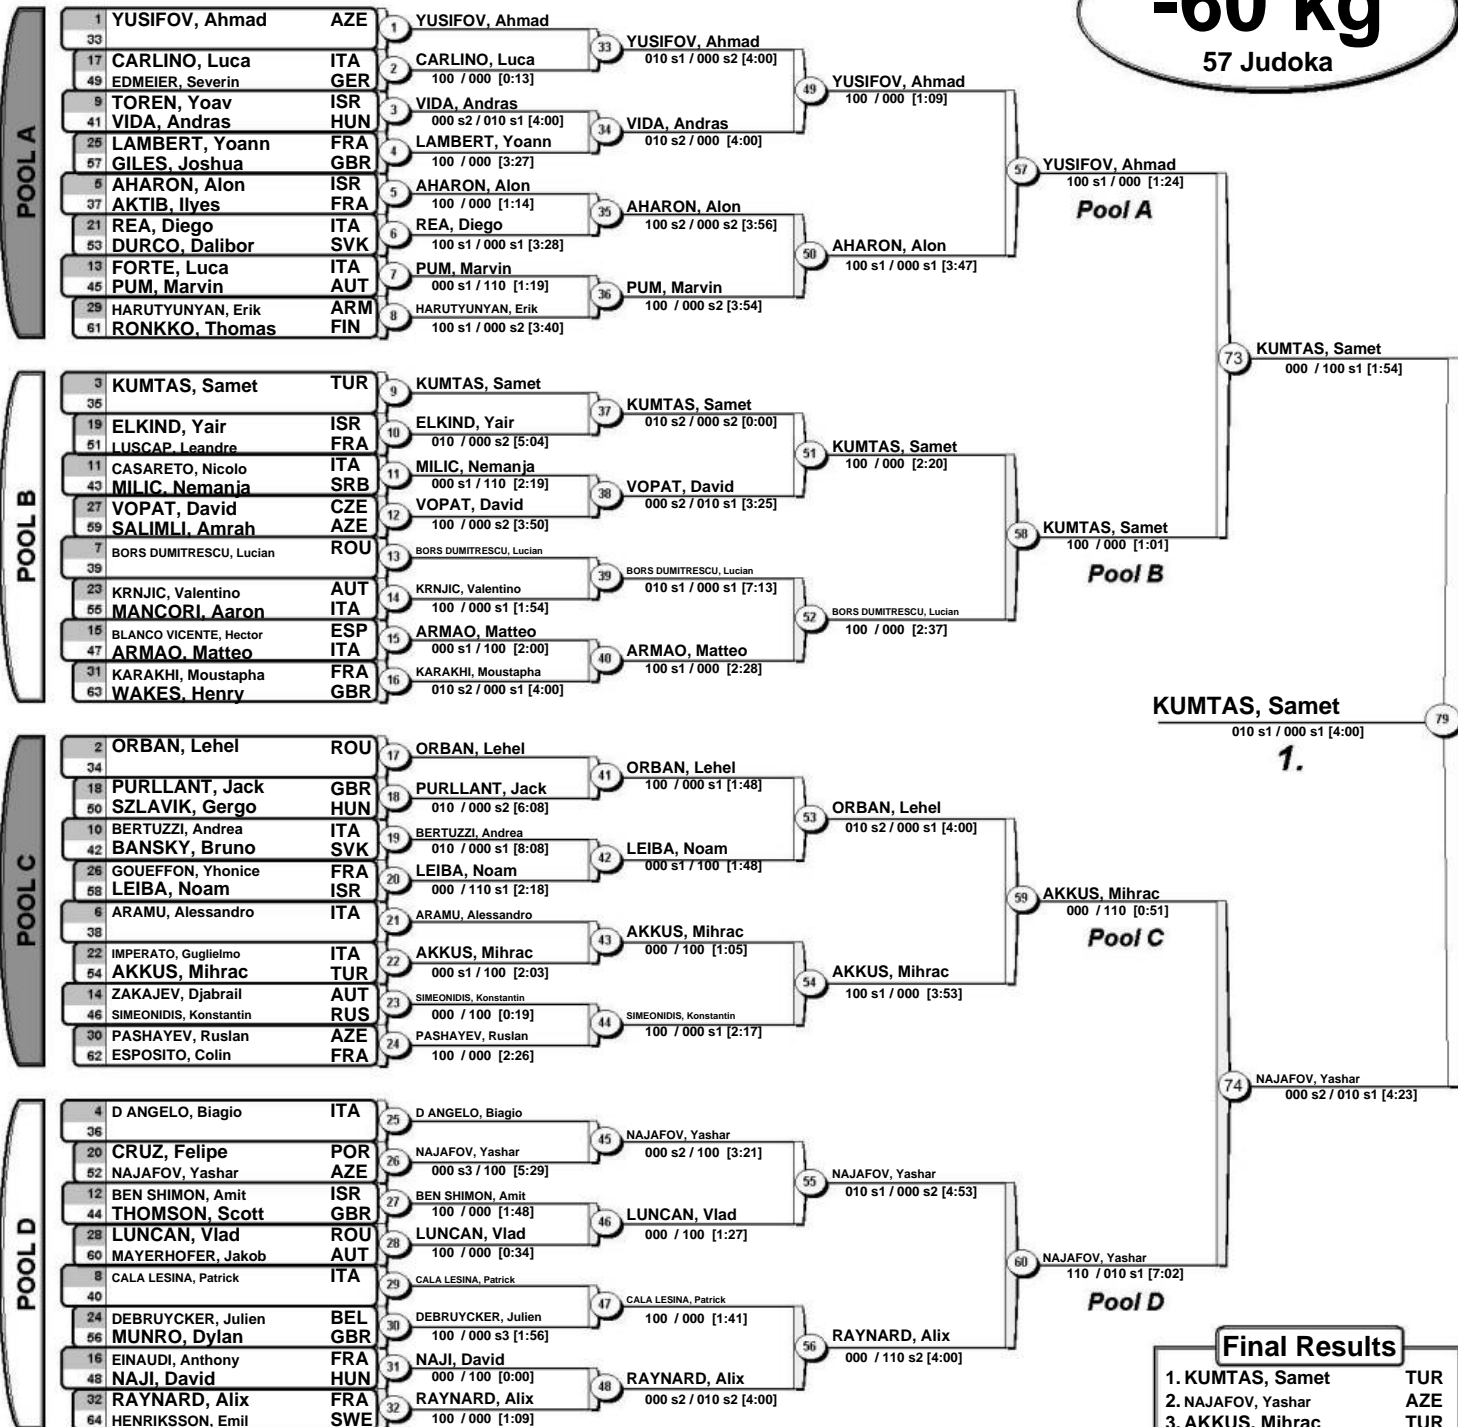 -60 kg
57 Judoka
POOL A
1 YUSIFOV, Ahmad AZE
33
17 CARLINO, Luca ITA
49 EDMEIER, Severin GER
9 TOREN, Yoav ISR
41 VIDA, Andras HUN
25 LAMBERT, Yoann FRA
57 GILES, Joshua GBR
5 AHARON, Alon ISR
37 AKTIB, Ilyes FRA
21 REA, Diego ITA
53 DURCO, Dalibor SVK
13 FORTE, Luca ITA
45 PUM, Marvin AUT
29 HARUTYUNYAN, Erik ARM
61 RONKKO, Thomas FIN
1 YUSIFOV, Ahmad
2 CARLINO, Luca
100 / 000 [0:13]
3 VIDA, Andras
000 s2 / 010 s1 [4:00]
4 LAMBERT, Yoann
100 / 000 [3:27]
5 AHARON, Alon
100 / 000 [1:14]
6 REA, Diego
100 s1 / 000 s1 [3:28]
7 PUM, Marvin
000 s1 / 110 [1:19]
8 HARUTYUNYAN, Erik
100 s1 / 000 s2 [3:40]
33 YUSIFOV, Ahmad
010 s1 / 000 s2 [4:00]
34 VIDA, Andras
010 s2 / 000 [4:00]
35 AHARON, Alon
100 s2 / 000 s2 [3:56]
36 PUM, Marvin
100 / 000 s2 [3:54]
49 YUSIFOV, Ahmad
100 / 000 [1:09]
50 AHARON, Alon
100 s1 / 000 s1 [3:47]
57 YUSIFOV, Ahmad
100 s1 / 000 [1:24]
Pool A
POOL B
3 KUMTAS, Samet TUR
35
19 ELKIND, Yair ISR
51 LUSCAP, Leandre FRA
11 CASARETO, Nicolo ITA
43 MILIC, Nemanja SRB
27 VOPAT, David CZE
59 SALIMLI, Amrah AZE
7 BORS DUMITRESCU, Lucian ROU
39
23 KRNJIC, Valentino AUT
55 MANCORI, Aaron ITA
15 BLANCO VICENTE, Hector ESP
47 ARMAO, Matteo ITA
31 KARAKHI, Moustapha FRA
63 WAKES, Henry GBR
9 KUMTAS, Samet
10 ELKIND, Yair
010 / 000 s2 [5:04]
11 MILIC, Nemanja
000 s1 / 110 [2:19]
12 VOPAT, David
100 / 000 s2 [3:50]
13 BORS DUMITRESCU, Lucian
14 KRNJIC, Valentino
100 / 000 s1 [1:54]
15 ARMAO, Matteo
000 s1 / 100 [2:00]
16 KARAKHI, Moustapha
010 s2 / 000 s1 [4:00]
37 KUMTAS, Samet
010 s2 / 000 s2 [0:00]
38 VOPAT, David
000 s2 / 010 s1 [3:25]
39 BORS DUMITRESCU, Lucian
010 s1 / 000 s1 [7:13]
40 ARMAO, Matteo
100 s1 / 000 [2:28]
51 KUMTAS, Samet
100 / 000 [2:20]
52 BORS DUMITRESCU, Lucian
100 / 000 [2:37]
58 KUMTAS, Samet
100 / 000 [1:01]
Pool B
73 KUMTAS, Samet
000 / 100 s1 [1:54]
KUMTAS, Samet 79
010 s1 / 000 s1 [4:00]
1.
POOL C
2 ORBAN, Lehel ROU
34
18 PURLLANT, Jack GBR
50 SZLAVIK, Gergo HUN
10 BERTUZZI, Andrea ITA
42 BANSKY, Bruno SVK
26 GOUEFFON, Yhonice FRA
58 LEIBA, Noam ISR
6 ARAMU, Alessandro ITA
38
22 IMPERATO, Guglielmo ITA
54 AKKUS, Mihrac TUR
14 ZAKAJEV, Djabrail AUT
46 SIMEONIDIS, Konstantin RUS
30 PASHAYEV, Ruslan AZE
62 ESPOSITO, Colin FRA
17 ORBAN, Lehel
18 PURLLANT, Jack
010 / 000 s2 [6:08]
19 BERTUZZI, Andrea
010 / 000 s1 [8:08]
20 LEIBA, Noam
000 / 110 s1 [2:18]
21 ARAMU, Alessandro
22 AKKUS, Mihrac
000 s1 / 100 [2:03]
23 SIMEONIDIS, Konstantin
000 / 100 [0:19]
24 PASHAYEV, Ruslan
100 / 000 [2:26]
41 ORBAN, Lehel
100 / 000 s1 [1:48]
42 LEIBA, Noam
000 s1 / 100 [1:48]
43 AKKUS, Mihrac
000 / 100 [1:05]
44 SIMEONIDIS, Konstantin
100 / 000 s1 [2:17]
53 ORBAN, Lehel
010 s2 / 000 s1 [4:00]
54 AKKUS, Mihrac
100 s1 / 000 [3:53]
59 AKKUS, Mihrac
000 / 110 [0:51]
Pool C
POOL D
4 D ANGELO, Biagio ITA
36
20 CRUZ, Felipe POR
52 NAJAFOV, Yashar AZE
12 BEN SHIMON, Amit ISR
44 THOMSON, Scott GBR
28 LUNCAN, Vlad ROU
60 MAYERHOFER, Jakob AUT
8 CALA LESINA, Patrick ITA
40
24 DEBRUYCKER, Julien BEL
56 MUNRO, Dylan GBR
16 EINAUDI, Anthony FRA
48 NAJI, David HUN
32 RAYNARD, Alix FRA
64 HENRIKSSON, Emil SWE
25 D ANGELO, Biagio
26 NAJAFOV, Yashar
000 s3 / 100 [5:29]
27 BEN SHIMON, Amit
100 / 000 [1:48]
28 LUNCAN, Vlad
100 / 000 [0:34]
29 CALA LESINA, Patrick
30 DEBRUYCKER, Julien
100 / 000 s3 [1:56]
31 NAJI, David
000 / 100 [0:00]
32 RAYNARD, Alix
100 / 000 [1:09]
45 NAJAFOV, Yashar
000 s2 / 100 [3:21]
46 LUNCAN, Vlad
000 / 100 [1:27]
47 CALA LESINA, Patrick
100 / 000 [1:41]
48 RAYNARD, Alix
000 s2 / 010 s2 [4:00]
55 NAJAFOV, Yashar
010 s1 / 000 s2 [4:53]
56 RAYNARD, Alix
000 / 110 s2 [4:00]
60 NAJAFOV, Yashar
110 / 010 s1 [7:02]
Pool D
74 NAJAFOV, Yashar
000 s2 / 010 s1 [4:23]
Final Results
1. KUMTAS, Samet TUR
2. NAJAFOV, Yashar AZE
3. AKKUS, Mihrac TUR